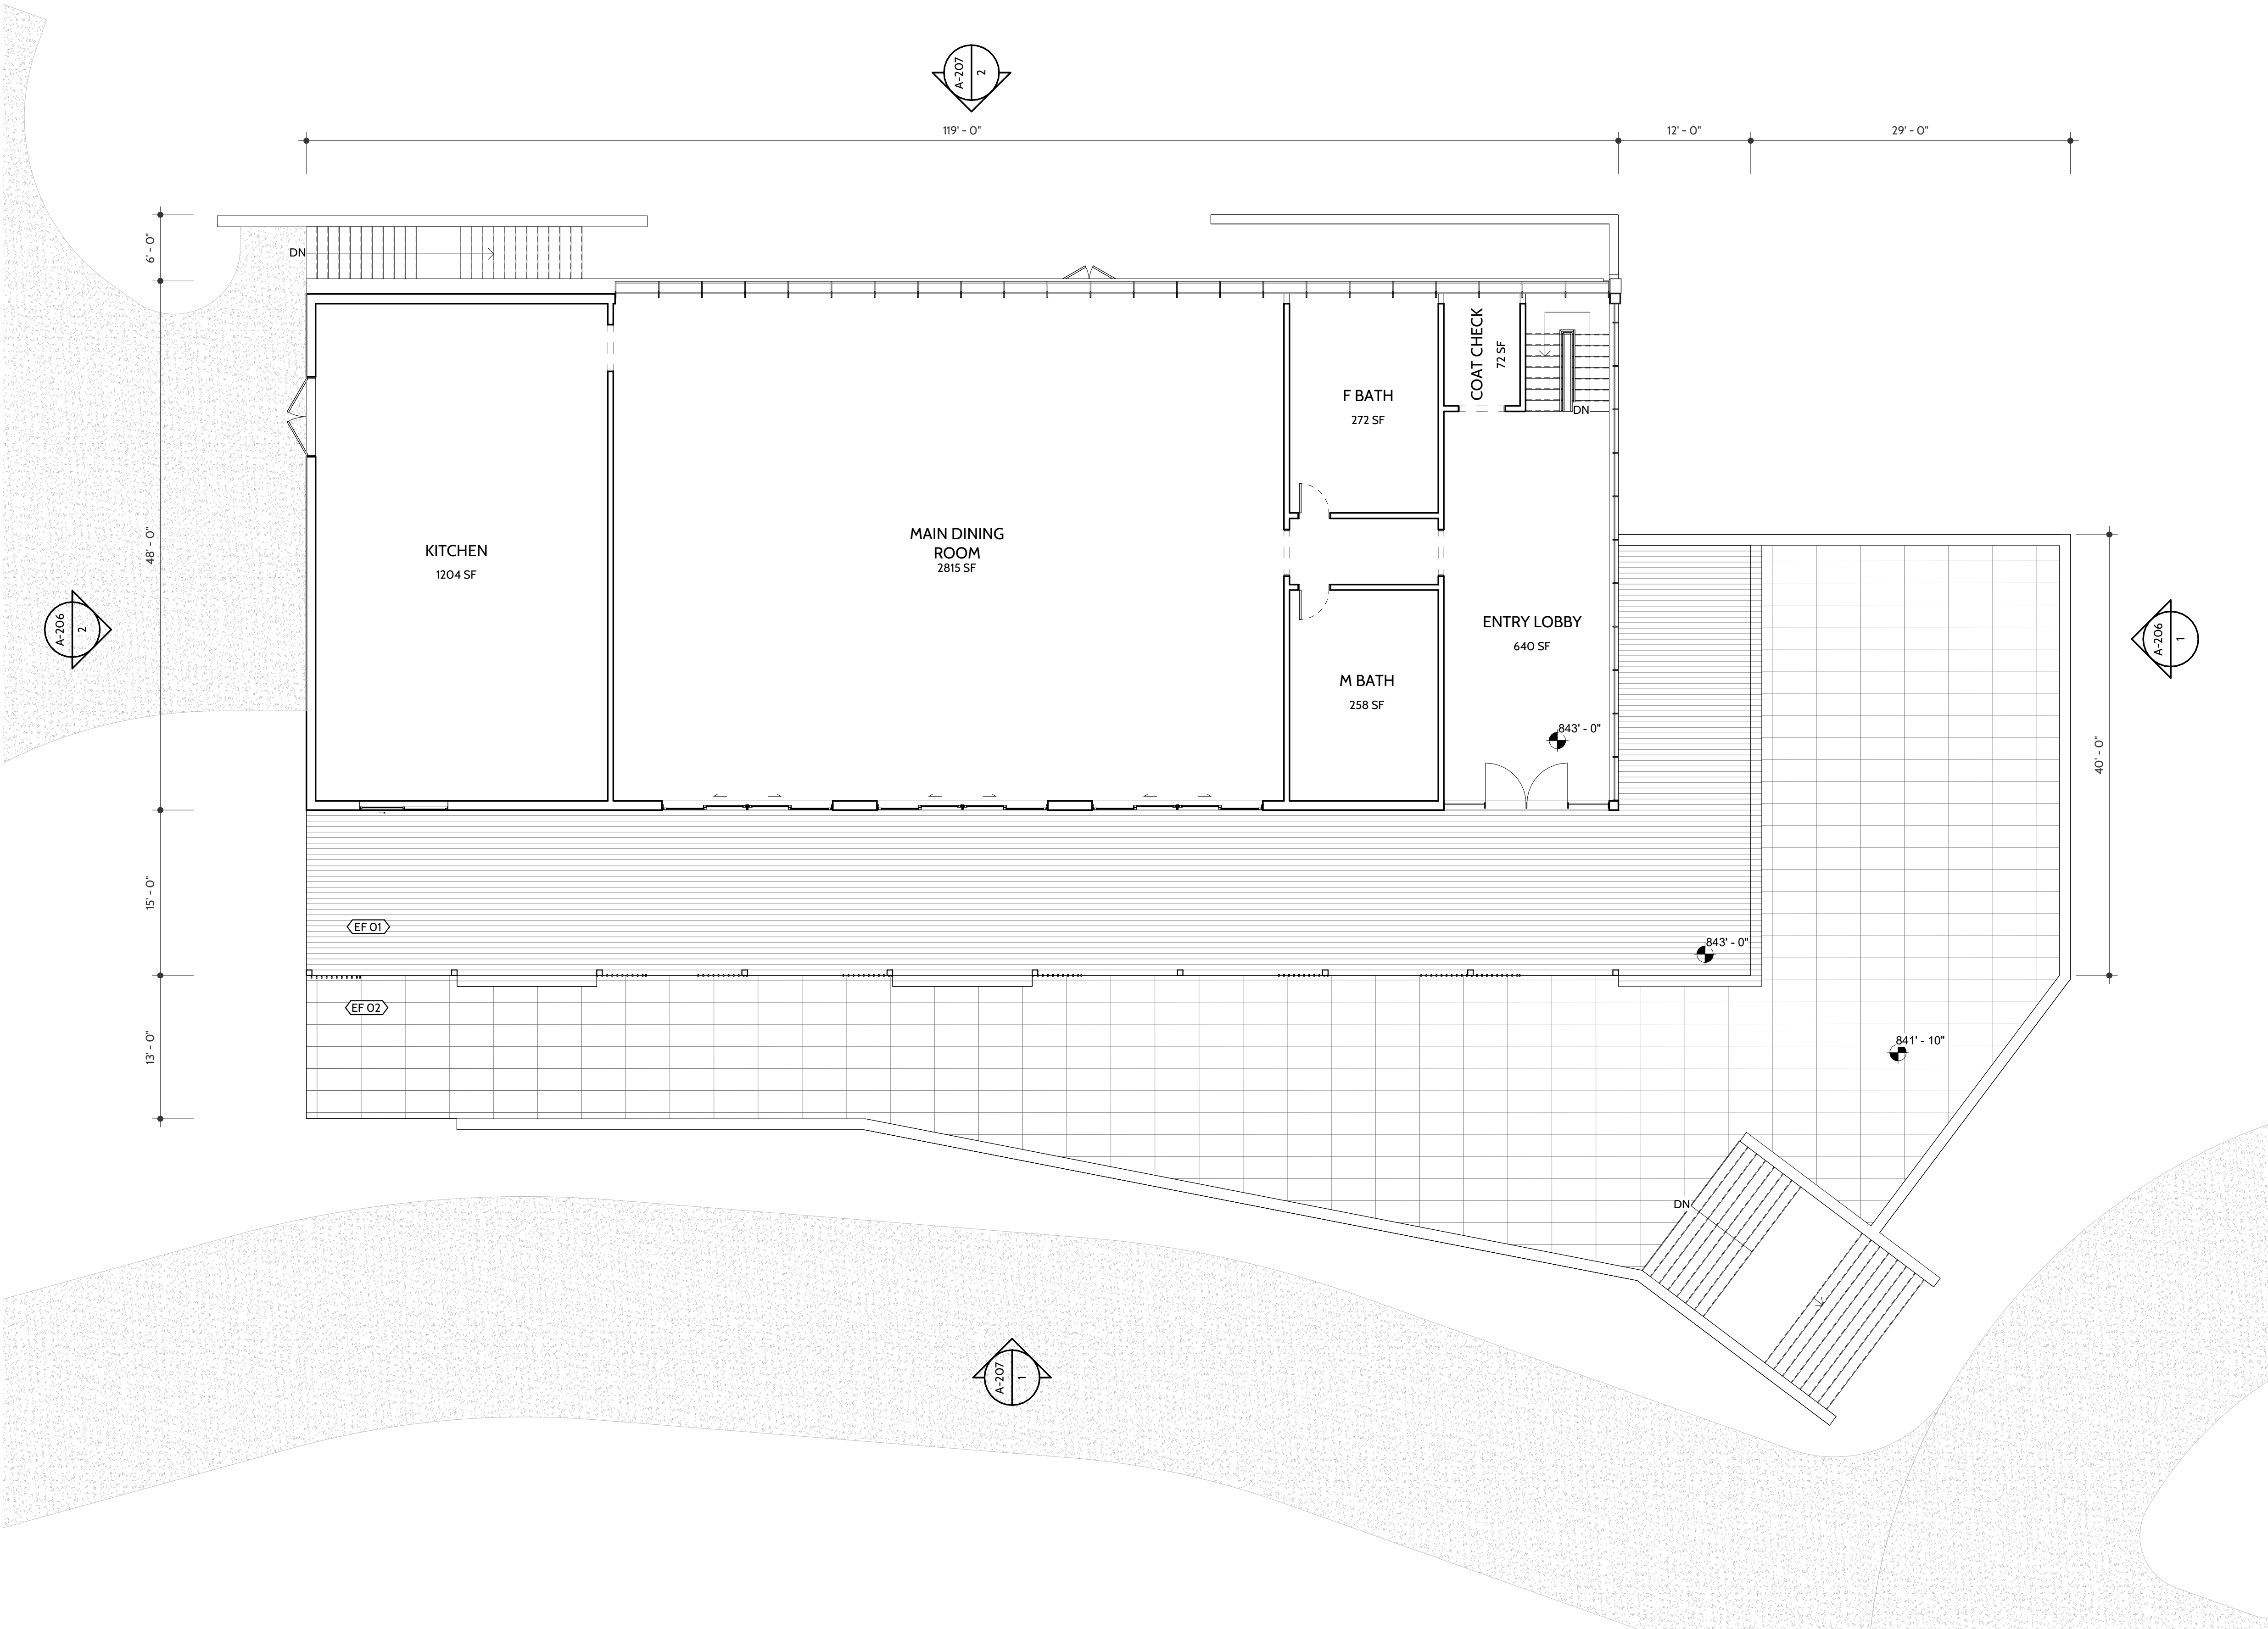 A-207
2
119' - 0"
12' - 0"
29' - 0"
6' - 0"
DN
COAT CHECK
72 SF
F BATH
272 SF
DN
48' - 0"
MAIN DINING
ROOM
2815 SF
KITCHEN
1204 SF
A-206
2
ENTRY LOBBY
640 SF
A-206
1
M BATH
258 SF
843' - 0"
40' - 0"
15' - 0"
EF 01
843' - 0"
EF 02
13' - 0"
841' - 10"
DN
A-207
1